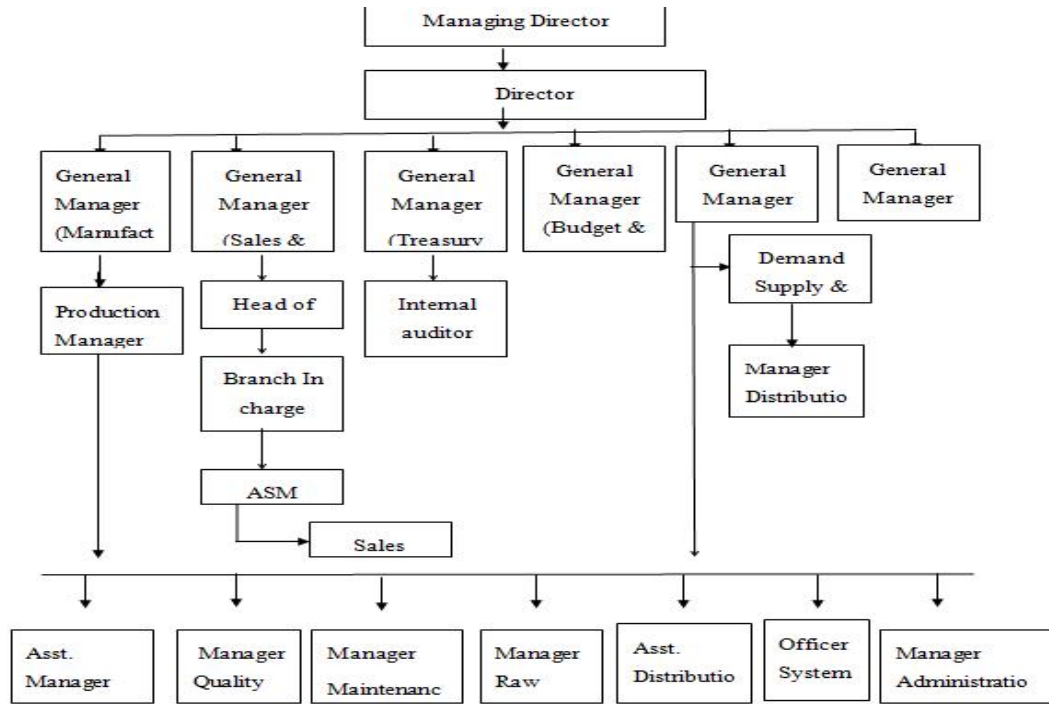 Managing Director
Director
General
Manager
(Manufact
General
Manager
(Sales &
General
Manager
(Treasury
General
Manager
(Budget &
General
Manager
General
Manager
Production
Manager
Head of
Internal
auditor
Demand
Supply &
Branch In
charge
Manager
Distributio
ASM
Sales
Asst.
Manager
Manager
Quality
Manager
Maintenanc
Manager
Raw
Asst.
Distributio
Officer
System
Manager
Administratio